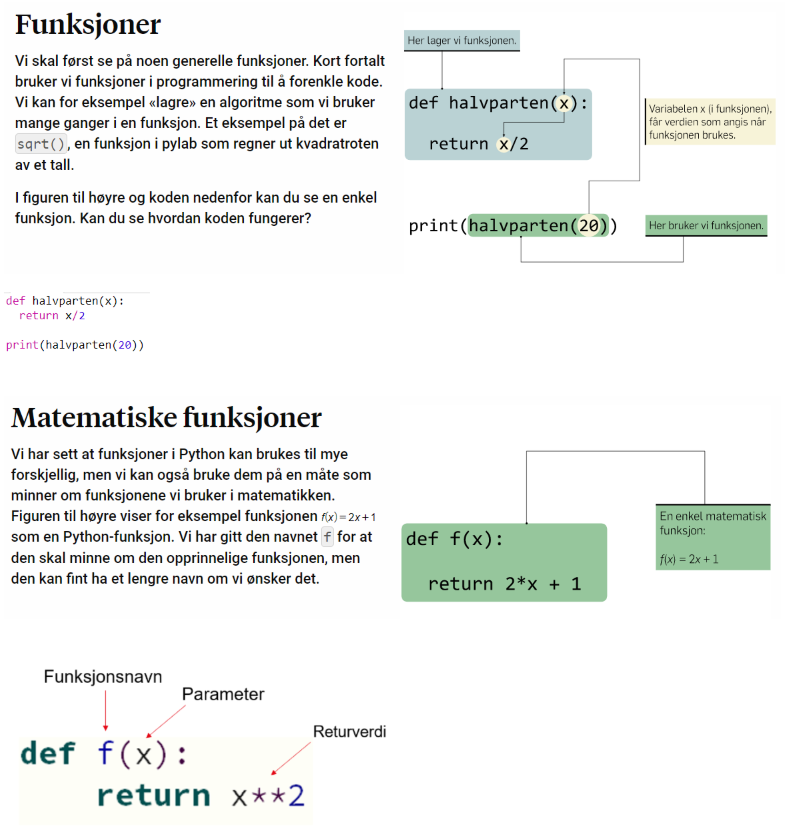 Funksjoner
Vi skal først se på noen generelle funksjoner. Kort fortalt
bruker vi funksjoner i programmering til å forenkle kode.
Vi kan for eksempel «lagre» en algoritme som vi bruker
mange ganger i en funksjon. Et eksempel på det er
sqrt(), en funksjon i pylab som regner ut kvadratroten
av et tall.
I figuren til høyre og koden nedenfor kan du se en enkel
funksjon. Kan du se hvordan koden fungerer?
Her lager vi funksjonen.
def halvparten(x):
return x/2
Variabelen x (i funksjonen),
får verdien som angis når
funksjonen brukes.
print(halvparten(20))
Her bruker vi funksjonen.
def halvparten(x):
return x/2
print(halvparten(20))
Matematiske funksjoner
Vi har sett at funksjoner i Python kan brukes til mye
forskjellig, men vi kan også bruke dem på en måte som
minner om funksjonene vi bruker i matematikken.
Figuren til høyre viser for eksempel funksjonen f(x)=2x+1
som en Python-funksjon. Vi har gitt den navnet f for at
den skal minne om den opprinnelige funksjonen, men
den kan fint ha et lengre navn om vi ønsker det.
def f(x):
return 2*x + 1
En enkel matematisk
funksjon:
f(x) = 2x + 1
Funksjonsnavn
Parameter
Returverdi
def f(x):
return x**2